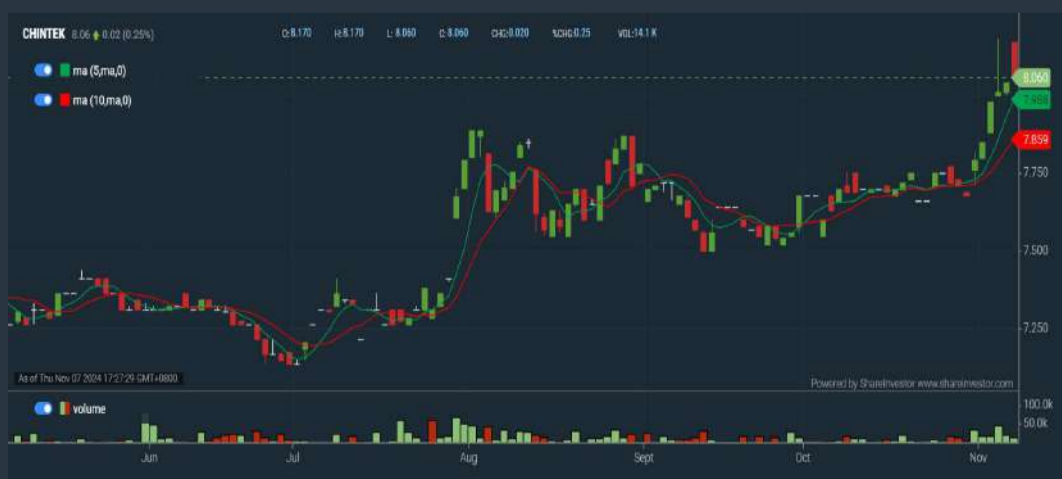 CHINTEK 8.06 0.02 (0.25%) O: 8.170 H:8.170 L: 8.060 C: 8.060 CHG:0.020 %CHG:0.25 VOL:14.1 K
ma (5,ma,0)
ma (10,ma,0)
8.060
7.859
7.750
7.500
7.250
As of Thu Nov 07 2024 17:27:29 GMT+0800
Powered by ShareInvestor www.shareinvestor.com
volume
100.0k
50.0k
Jun Jul Aug Sept Oct Nov